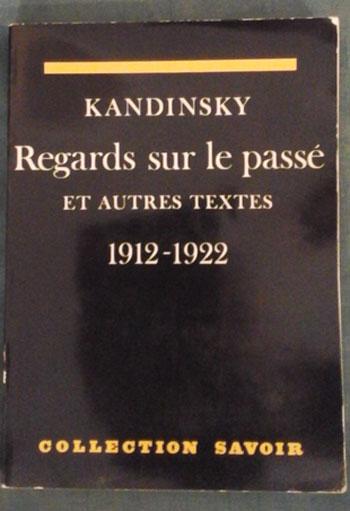 KANDINSKY
Regards sur le passé
ET AUTRES TEXTES
1912-1922
COLLECTION SAVOIR